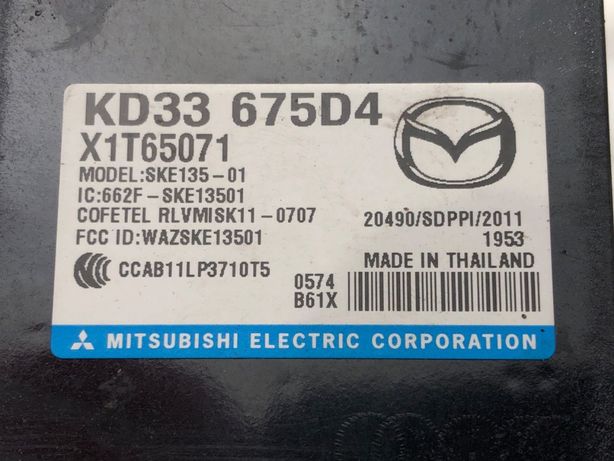 KD33 675D4
X1T65071
MODEL:SKE135-01
IC:662F-SKE13501
COFETEL RLVMISK11-0707
FCC ID:WAZSKE13501
CCAB11LP3710T5
20490/SDPPI/2011
1953
MADE IN THAILAND
0574
B61X
MITSUBISHI ELECTRIC CORPORATION